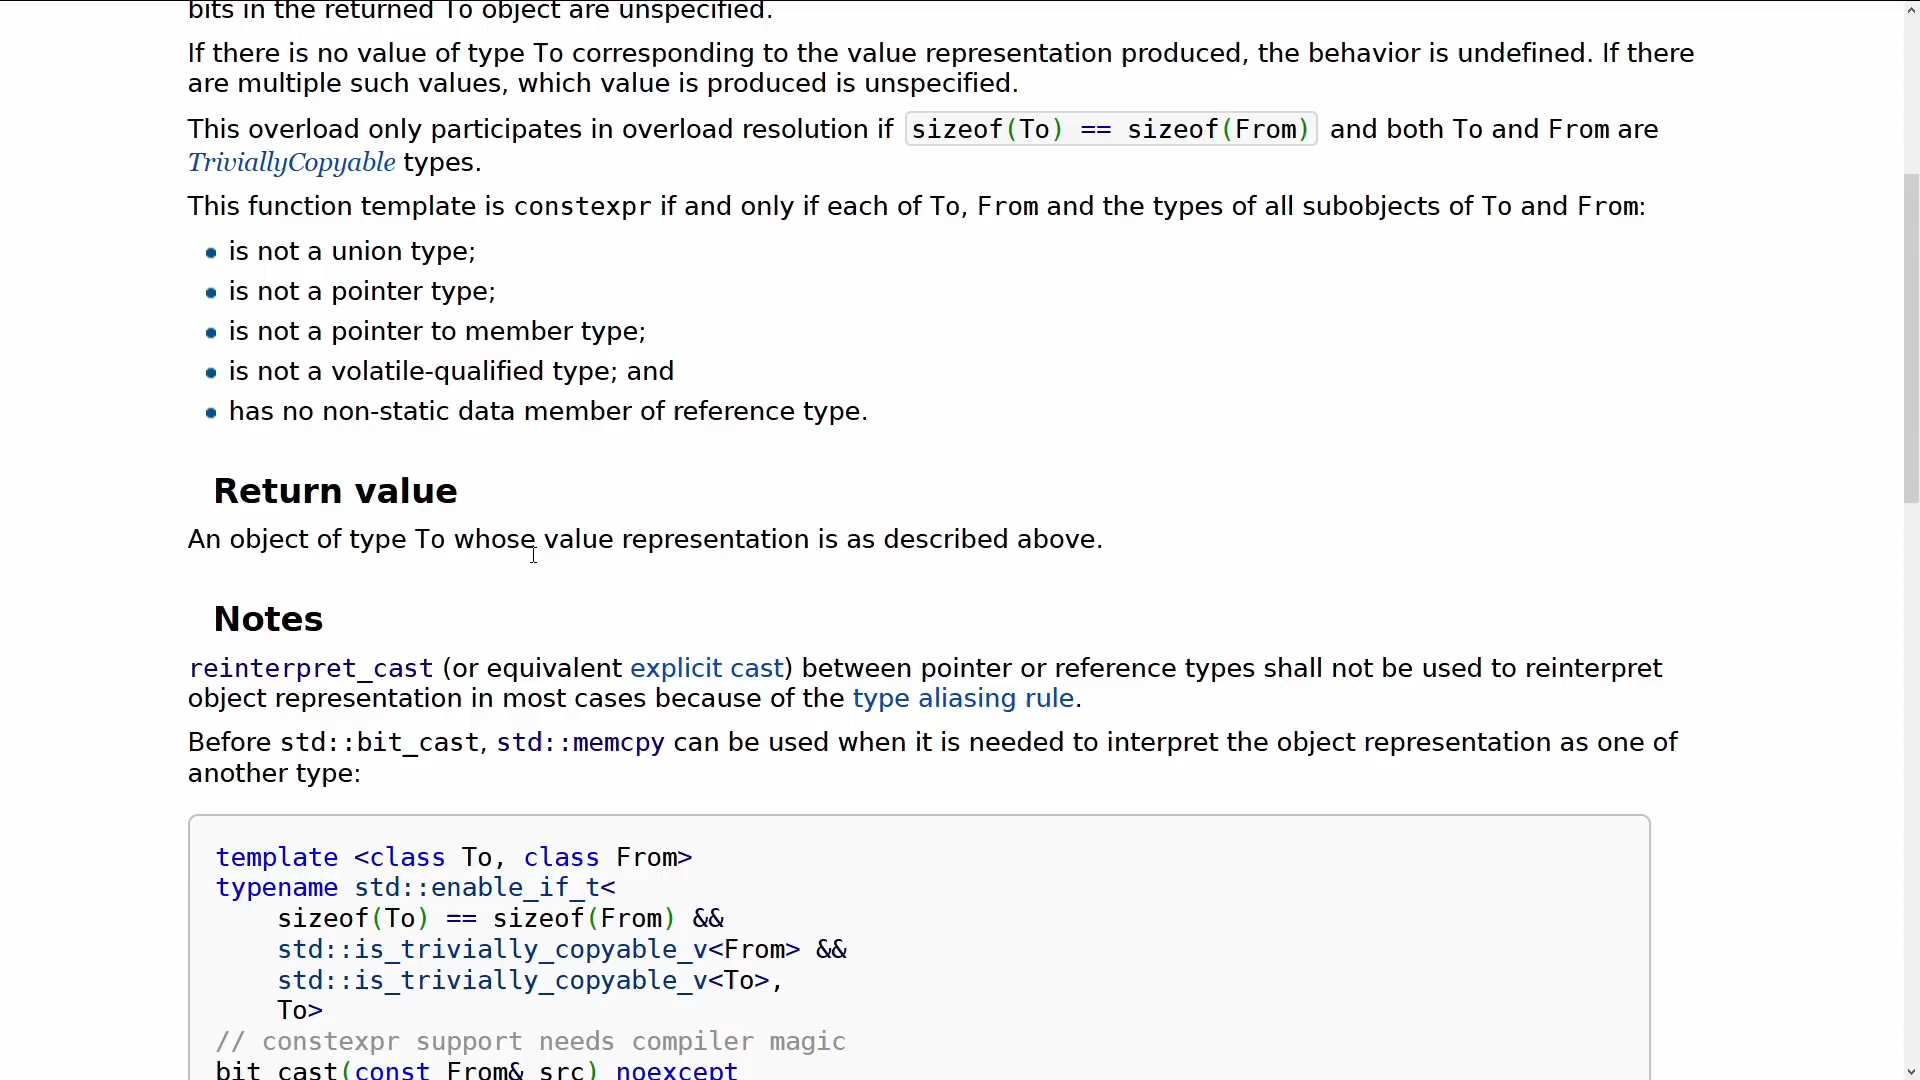 bits in the returned To object are unspecified.
If there is no value of type To corresponding to the value representation produced, the behavior is undefined. If there
are multiple such values, which value is produced is unspecified.
This overload only participates in overload resolution if sizeof(To) == sizeof(From) and both To and From are
TriviallyCopyable types.
This function template is constexpr if and only if each of To, From and the types of all subobjects of To and From:
is not a union type;
is not a pointer type;
is not a pointer to member type;
is not a volatile-qualified type; and
has no non-static data member of reference type.
Return value
An object of type To whose value representation is as described above.
Notes
reinterpret_cast (or equivalent explicit cast) between pointer or reference types shall not be used to reinterpret
object representation in most cases because of the type aliasing rule.
Before std::bit_cast, std::memcpy can be used when it is needed to interpret the object representation as one of
another type:
template <class To, class From>
typename std::enable_if_t<
    sizeof(To) == sizeof(From) &&
    std::is_trivially_copyable_v<From> &&
    std::is_trivially_copyable_v<To>,
    To>
// constexpr support needs compiler magic
bit_cast(const From& src) noexcept